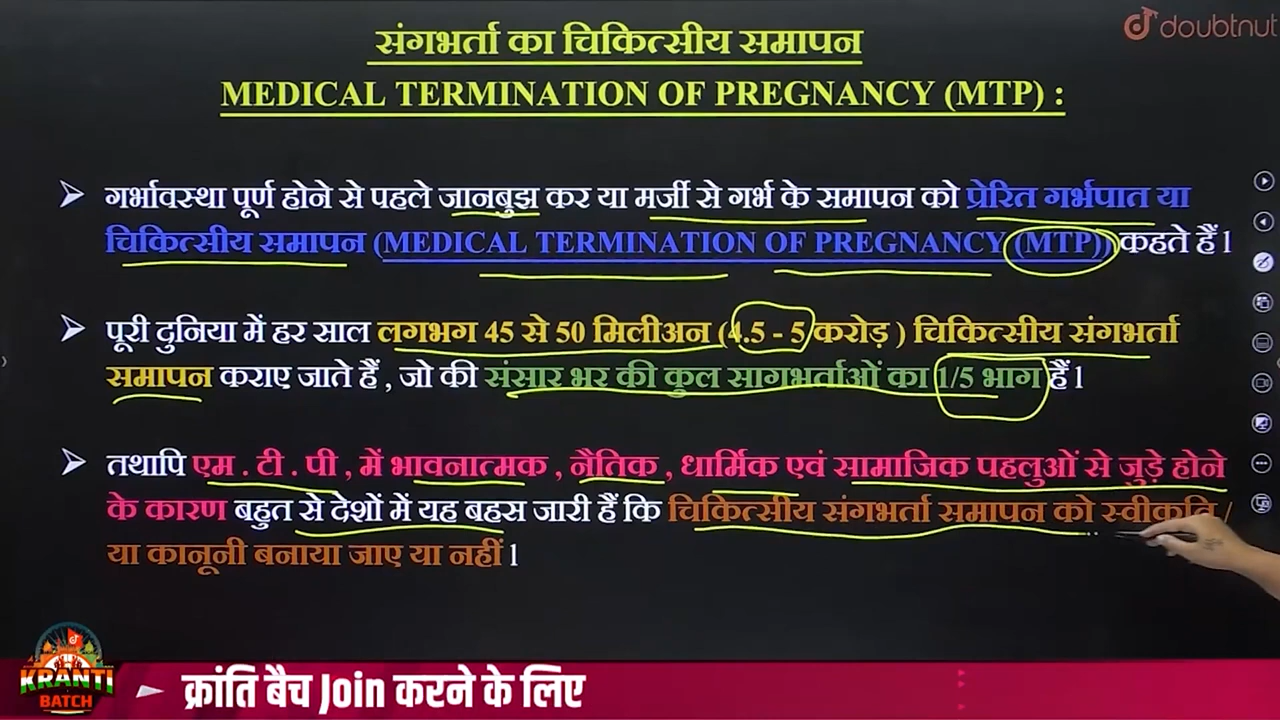 doubtnut
संगभर्ता का चिकित्सीय समापन
MEDICAL TERMINATION OF PREGNANCY (MTP) :
गर्भावस्था पूर्ण होने से पहले जानबुझ कर या मर्जी से गर्भ के समापन को प्रेरित गर्भपात या
चिकित्सीय समापन (MEDICAL TERMINATION OF PREGNANCY (MTP)) कहते हैं l
पूरी दुनिया में हर साल लगभग 45 से 50 मिलीअन (4.5 - 5 करोड़ ) चिकित्सीय संगभर्ता
समापन कराए जाते हैं , जो की संसार भर की कुल सागभर्ताओं का 1/5 भाग हैं l
तथापि एम . टी . पी , में भावनात्मक , नैतिक , धार्मिक एवं सामाजिक पहलुओं से जुड़े होने
के कारण बहुत से देशों में यह बहस जारी हैं कि चिकित्सीय संगभर्ता समापन को स्वीकृति /
या कानूनी बनाया जाए या नहीं l
KRANTI
BATCH
क्रांति बैच Join करने के लिए